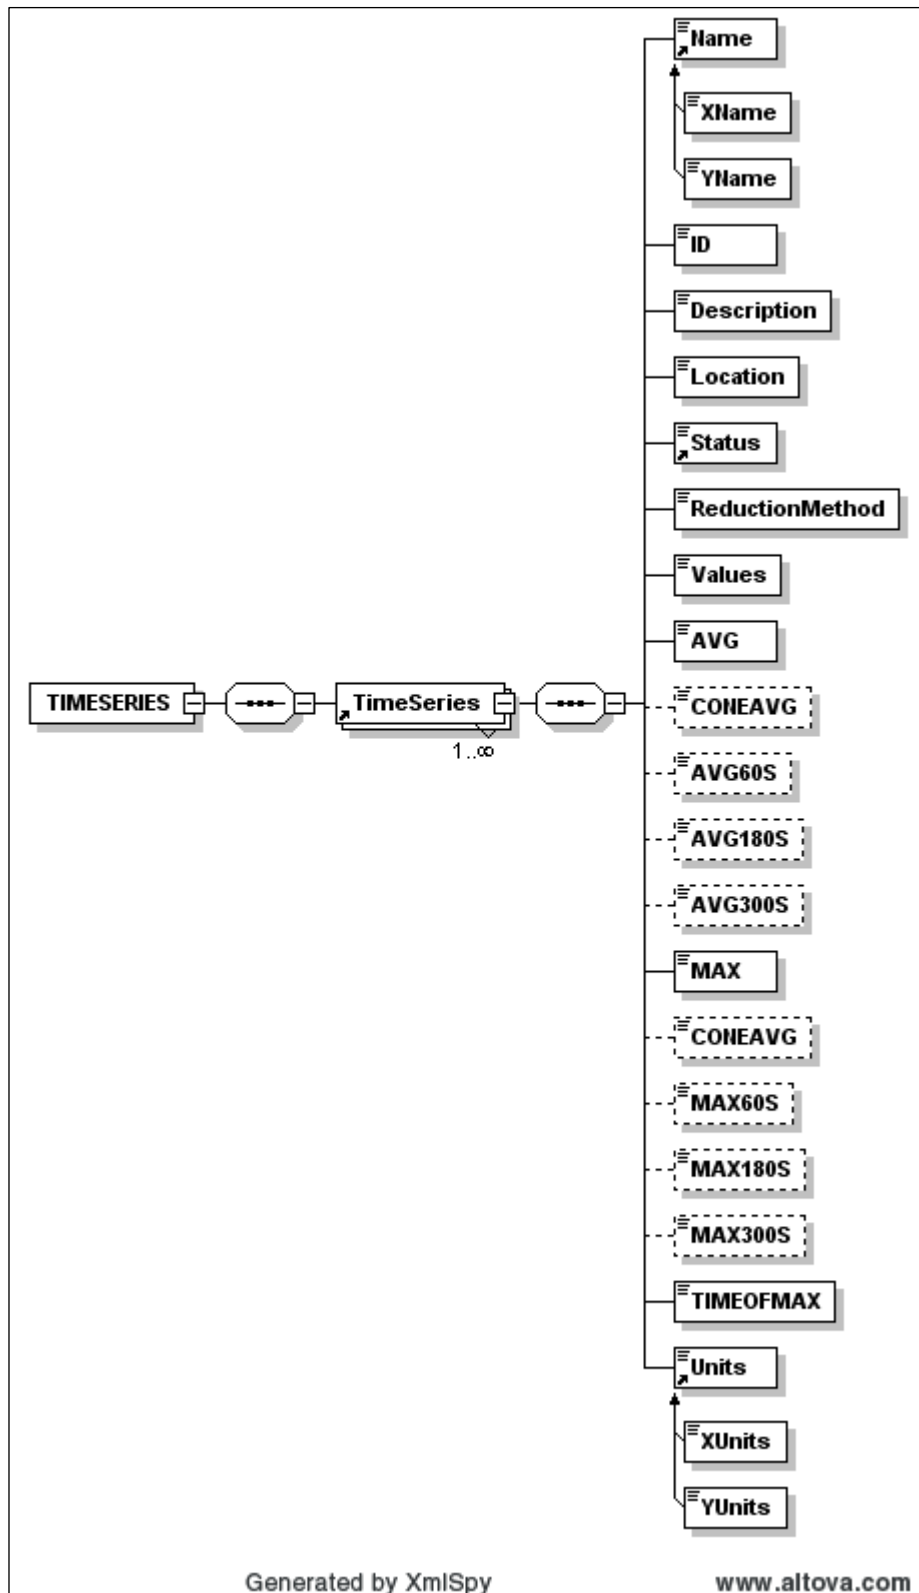 Name
XName
YName
ID
Description
Location
Status
ReductionMethod
Values
AVG
TIMESERIES
TimeSeries
1..∞
CONEAVG
AVG60S
AVG180S
AVG300S
MAX
CONEAVG
MAX60S
MAX180S
MAX300S
TIMEOFMAX
Units
XUnits
YUnits
Generated by XmlSpy
www.altova.com